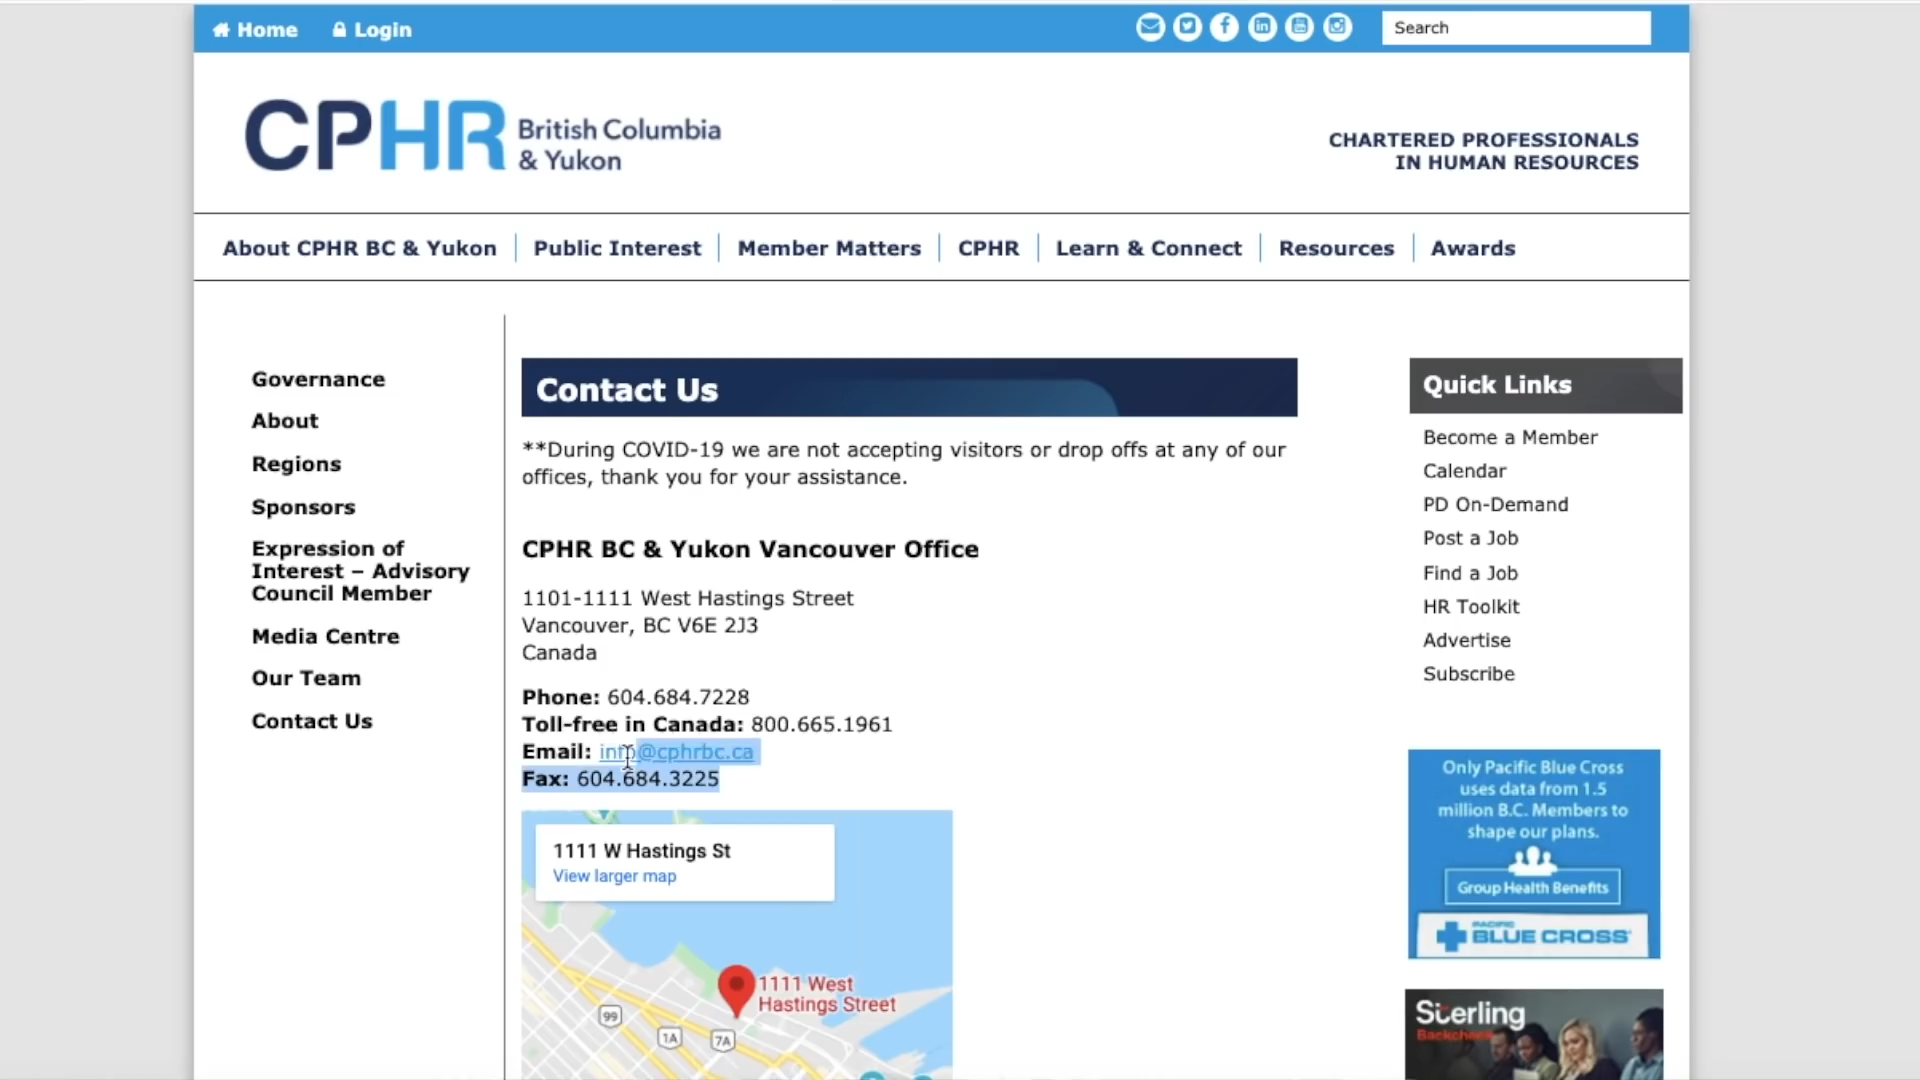 Home
Login
Search
CPHR British Columbia
& Yukon
CHARTERED PROFESSIONALS
IN HUMAN RESOURCES
About CPHR BC & Yukon
Public Interest
Member Matters
CPHR
Learn & Connect
Resources
Awards
Governance
About
Regions
Sponsors
Expression of
Interest – Advisory
Council Member
Media Centre
Our Team
Contact Us
Contact Us
**During COVID-19 we are not accepting visitors or drop offs at any of our
offices, thank you for your assistance.
CPHR BC & Yukon Vancouver Office
1101-1111 West Hastings Street
Vancouver, BC V6E 2J3
Canada
Phone: 604.684.7228
Toll-free in Canada: 800.665.1961
Email: info@cphrbc.ca
Fax: 604.684.3225
1111 W Hastings St
View larger map
1111 West
Hastings Street
99
1A
7A
Quick Links
Become a Member
Calendar
PD On-Demand
Post a Job
Find a Job
HR Toolkit
Advertise
Subscribe
Only Pacific Blue Cross
uses data from 1.5
million B.C. Members to
shape our plans.
Group Health Benefits
PACIFIC
BLUE CROSS
Sterling
Backcheck